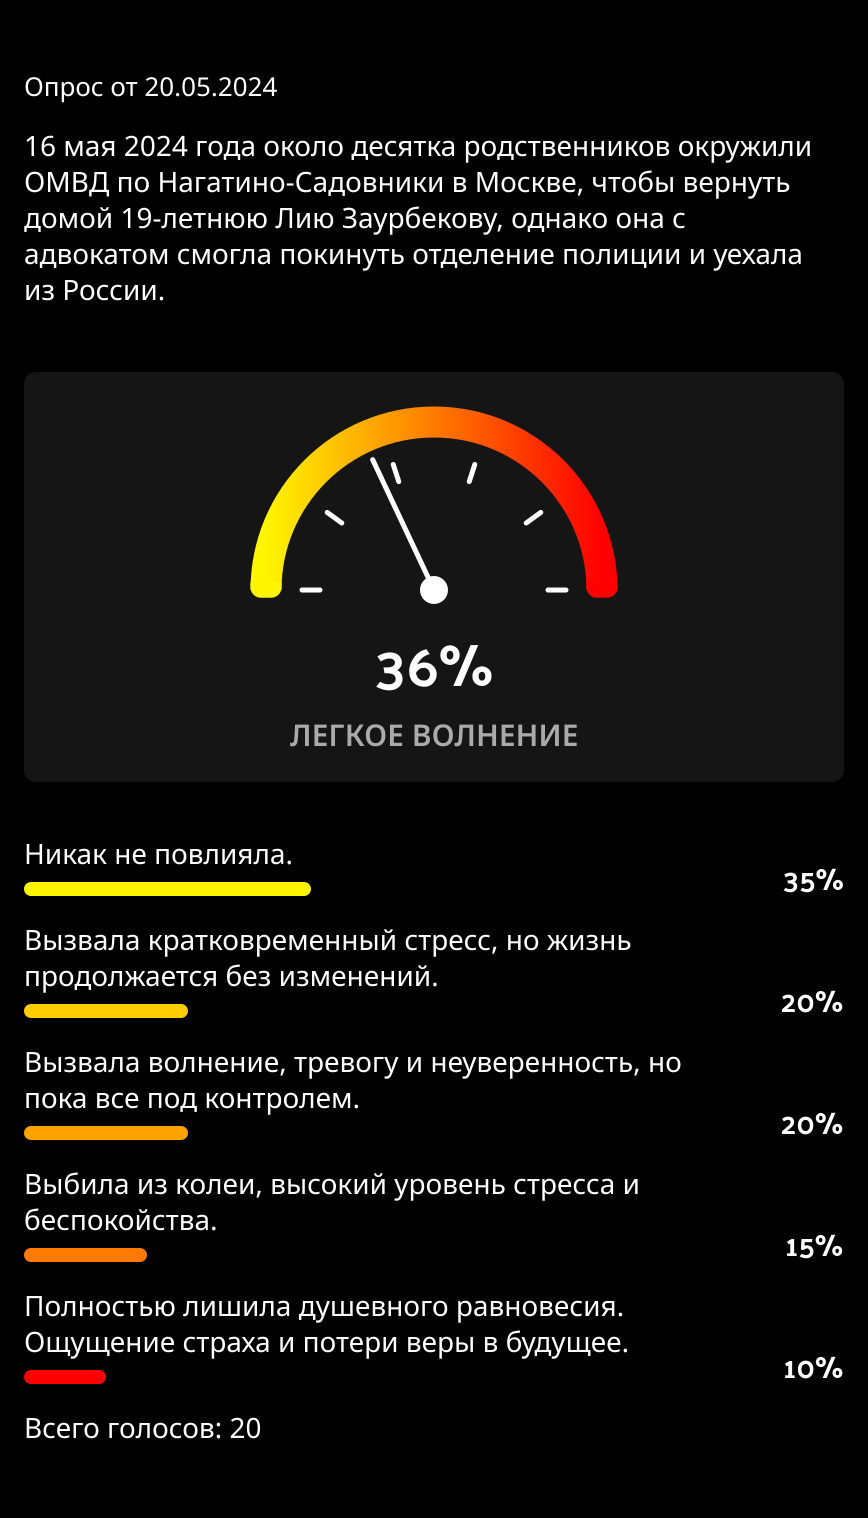 Опрос от 20.05.2024
16 мая 2024 года около десятка родственников окружили
ОМВД по Нагатино-Садовники в Москве, чтобы вернуть
домой 19-летнюю Лию Заурбекову, однако она с
адвокатом смогла покинуть отделение полиции и уехала
из России.
36%
ЛЕГКОЕ ВОЛНЕНИЕ
Никак не повлияла.
35%
Вызвала кратковременный стресс, но жизнь
продолжается без изменений.
20%
Вызвала волнение, тревогу и неуверенность, но
пока все под контролем.
20%
Выбила из колеи, высокий уровень стресса и
беспокойства.
15%
Полностью лишила душевного равновесия.
Ощущение страха и потери веры в будущее.
10%
Всего голосов: 20